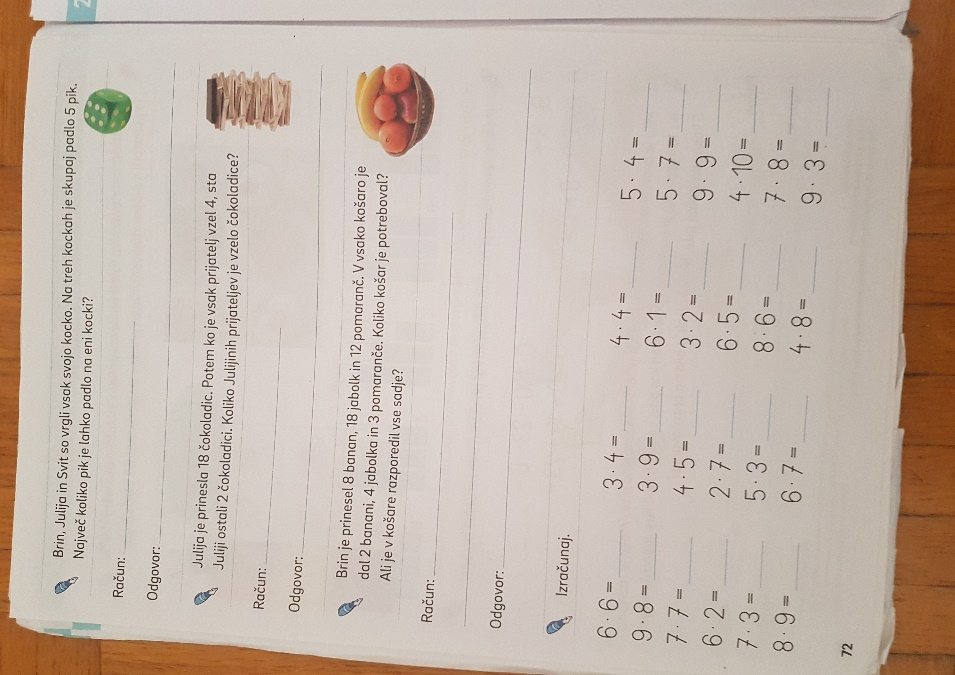 2
Brin, Julija in Svit so vrgli vsak svojo kocko. Na treh kockah je skupaj padlo 5 pik.
Največ koliko pik je lahko padlo na eni kocki?
Račun:
Odgovor:
Julija je prinesla 18 čokoladic. Potem ko je vsak prijatelj vzel 4, sta
Juliji ostali 2 čokoladici. Koliko Julijinih prijateljev je vzelo čokoladice?
Račun:
Odgovor:
Brin je prinesel 8 banan, 18 jabolk in 12 pomaranč. V vsako košaro je
dal 2 banani, 4 jabolka in 3 pomaranče. Koliko košar je potreboval?
Ali je v košare razporedil vse sadje?
Račun:
Odgovor:
Izračunaj.
6 · 6 = 3 · 4 = 4 · 4 = 5 · 4 =
9 · 8 = 3 · 9 = 6 · 1 = 5 · 7 =
7 · 7 = 4 · 5 = 3 · 2 = 9 · 9 =
6 · 2 = 2 · 7 = 6 · 5 = 4 · 10 =
7 · 3 = 5 · 3 = 8 · 6 = 7 · 8 =
8 · 9 = 6 · 7 = 4 · 8 = 9 · 3 =
72